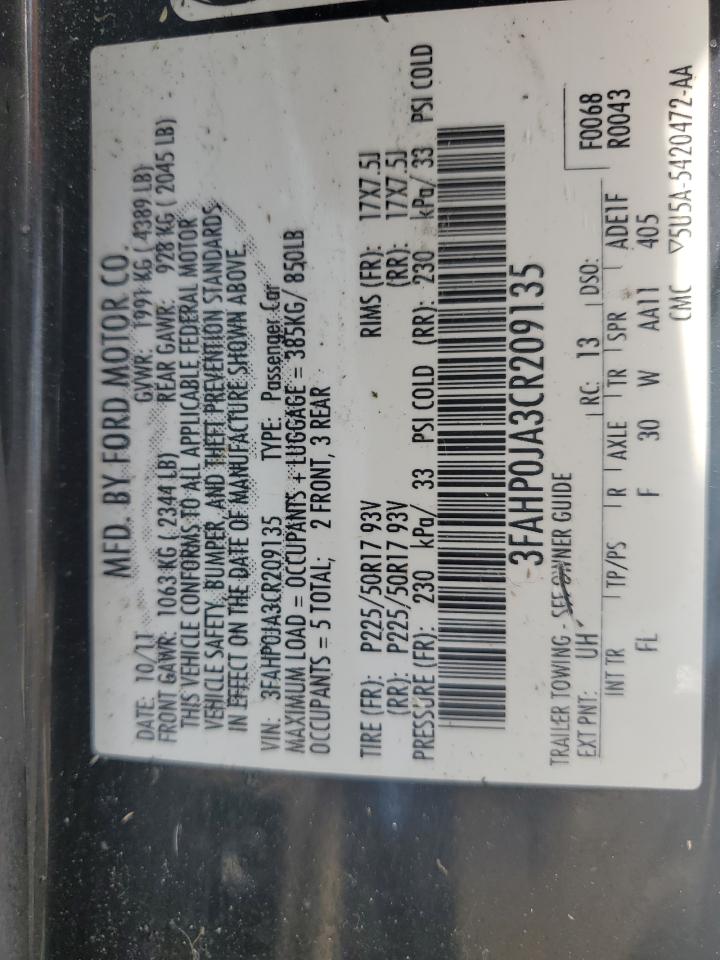 MFD. BY FORD MOTOR CO.
DATE: 10/11 GVWR: 1991 KG ( 4389 LB)
FRONT GAWR: 1063 KG ( 2344 LB) REAR GAWR: 928 KG ( 2045 LB)
THIS VEHICLE CONFORMS TO ALL APPLICABLE FEDERAL MOTOR
VEHICLE SAFETY, BUMPER, AND THEFT PREVENTION STANDARDS
IN EFFECT ON THE DATE OF MANUFACTURE SHOWN ABOVE.
VIN: 3FAHP0JA3CR209135 TYPE: Passenger Car
MAXIMUM LOAD = OCCUPANTS + LUGGAGE = 385KG/ 850LB
OCCUPANTS = 5 TOTAL; 2 FRONT, 3 REAR
TIRE (FR): P225/50R17 93V RIMS (FR): 17X7.5J
(RR): P225/50R17 93V (RR): 17X7.5J
PRESSURE (FR): 230 kPa/ 33 PSI COLD (RR): 230 kPa/ 33 PSI COLD
3FAHP0JA3CR209135
TRAILER TOWING - SEE OWNER GUIDE
EXT PNT: UH RC: 13 DSO: F0068
INT TR TP/PS R AXLE TR SPR ADE1F R0043
FL F 30 W AA11 405
CMC ▽5U5A-5420472-AA